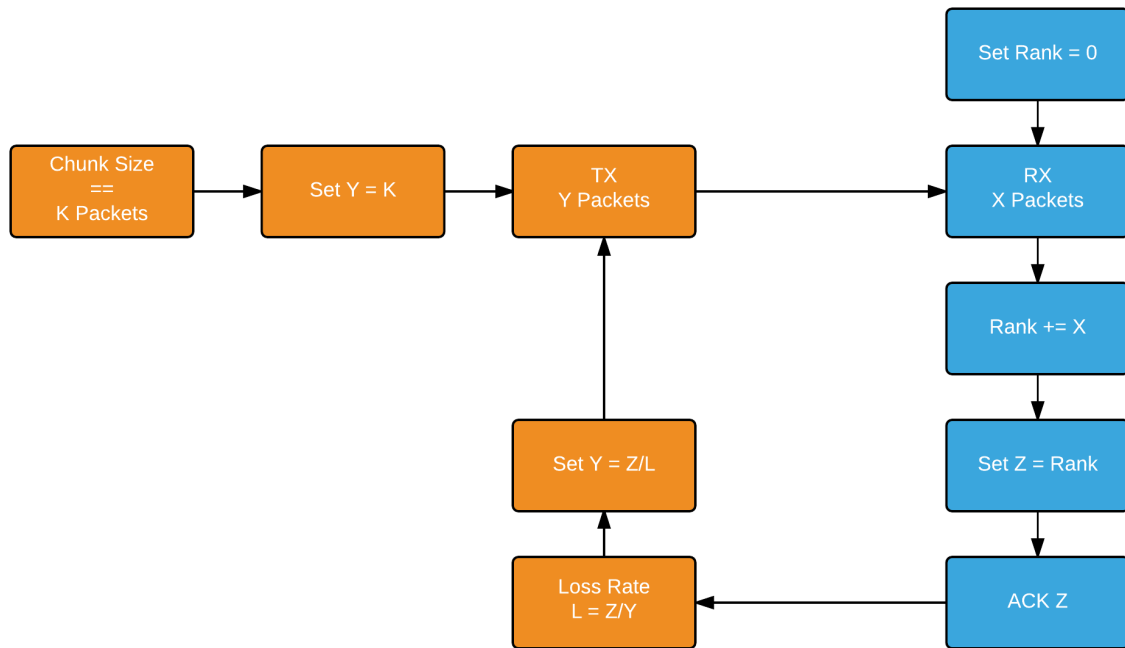 Set Rank = 0
Chunk Size
==
K Packets
Set Y = K
TX
Y Packets
RX
X Packets
Rank += X
Set Y = Z/L
Set Z = Rank
Loss Rate
L = Z/Y
ACK Z